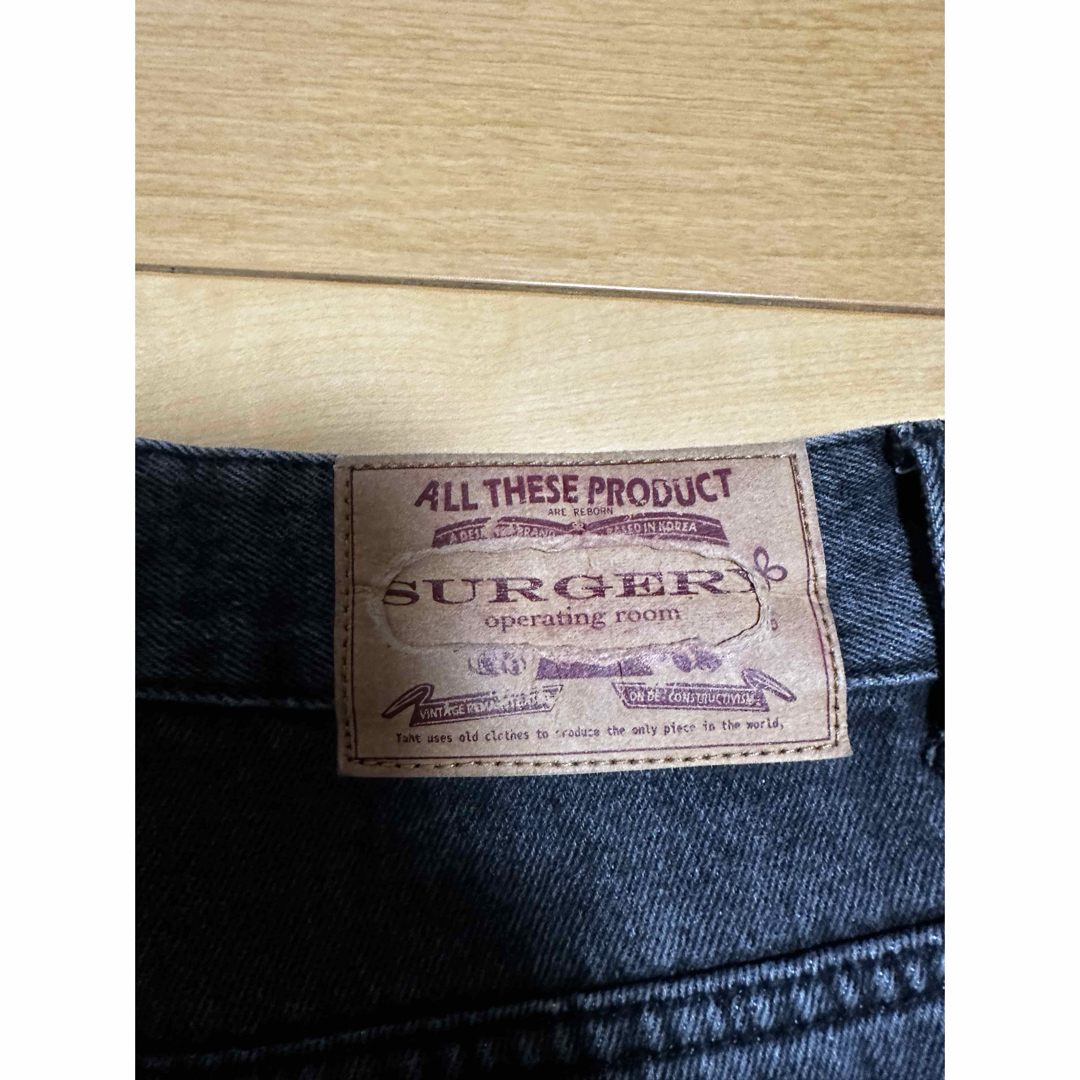 ALL THESE PRODUCT
ARE REBORN
BASED IN KOREA
SURGERY
operating room
VINTAGE ON DE-CONSTRUCTIVISM
Taht uses old clothes to produce the only piece in the world.